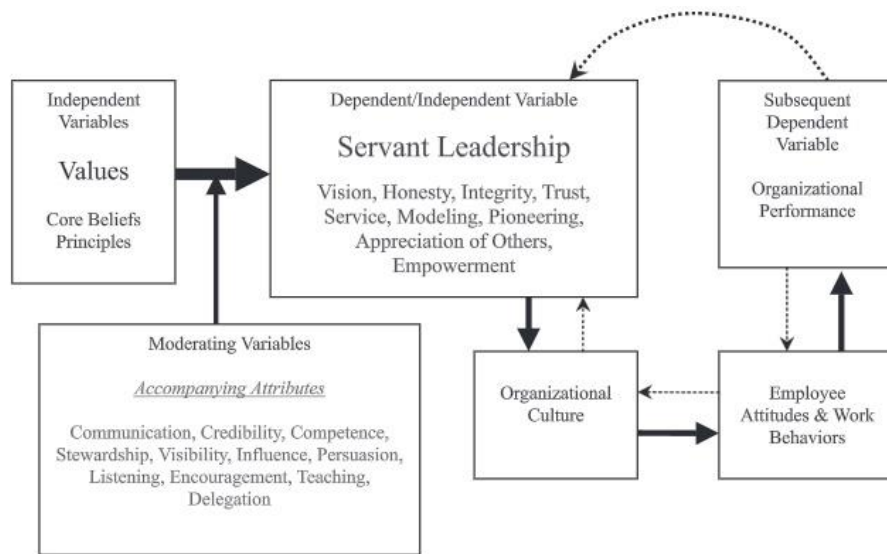 Independent
Variables
Values
Core Beliefs
Principles
Dependent/Independent Variable
Servant Leadership
Vision, Honesty, Integrity, Trust,
Service, Modeling, Pioneering,
Appreciation of Others,
Empowerment
Subsequent
Dependent
Variable
Organizational
Performance
Moderating Variables
Accompanying Attributes
Communication, Credibility, Competence,
Stewardship, Visibility, Influence, Persuasion,
Listening, Encouragement, Teaching,
Delegation
Organizational
Culture
Employee
Attitudes & Work
Behaviors